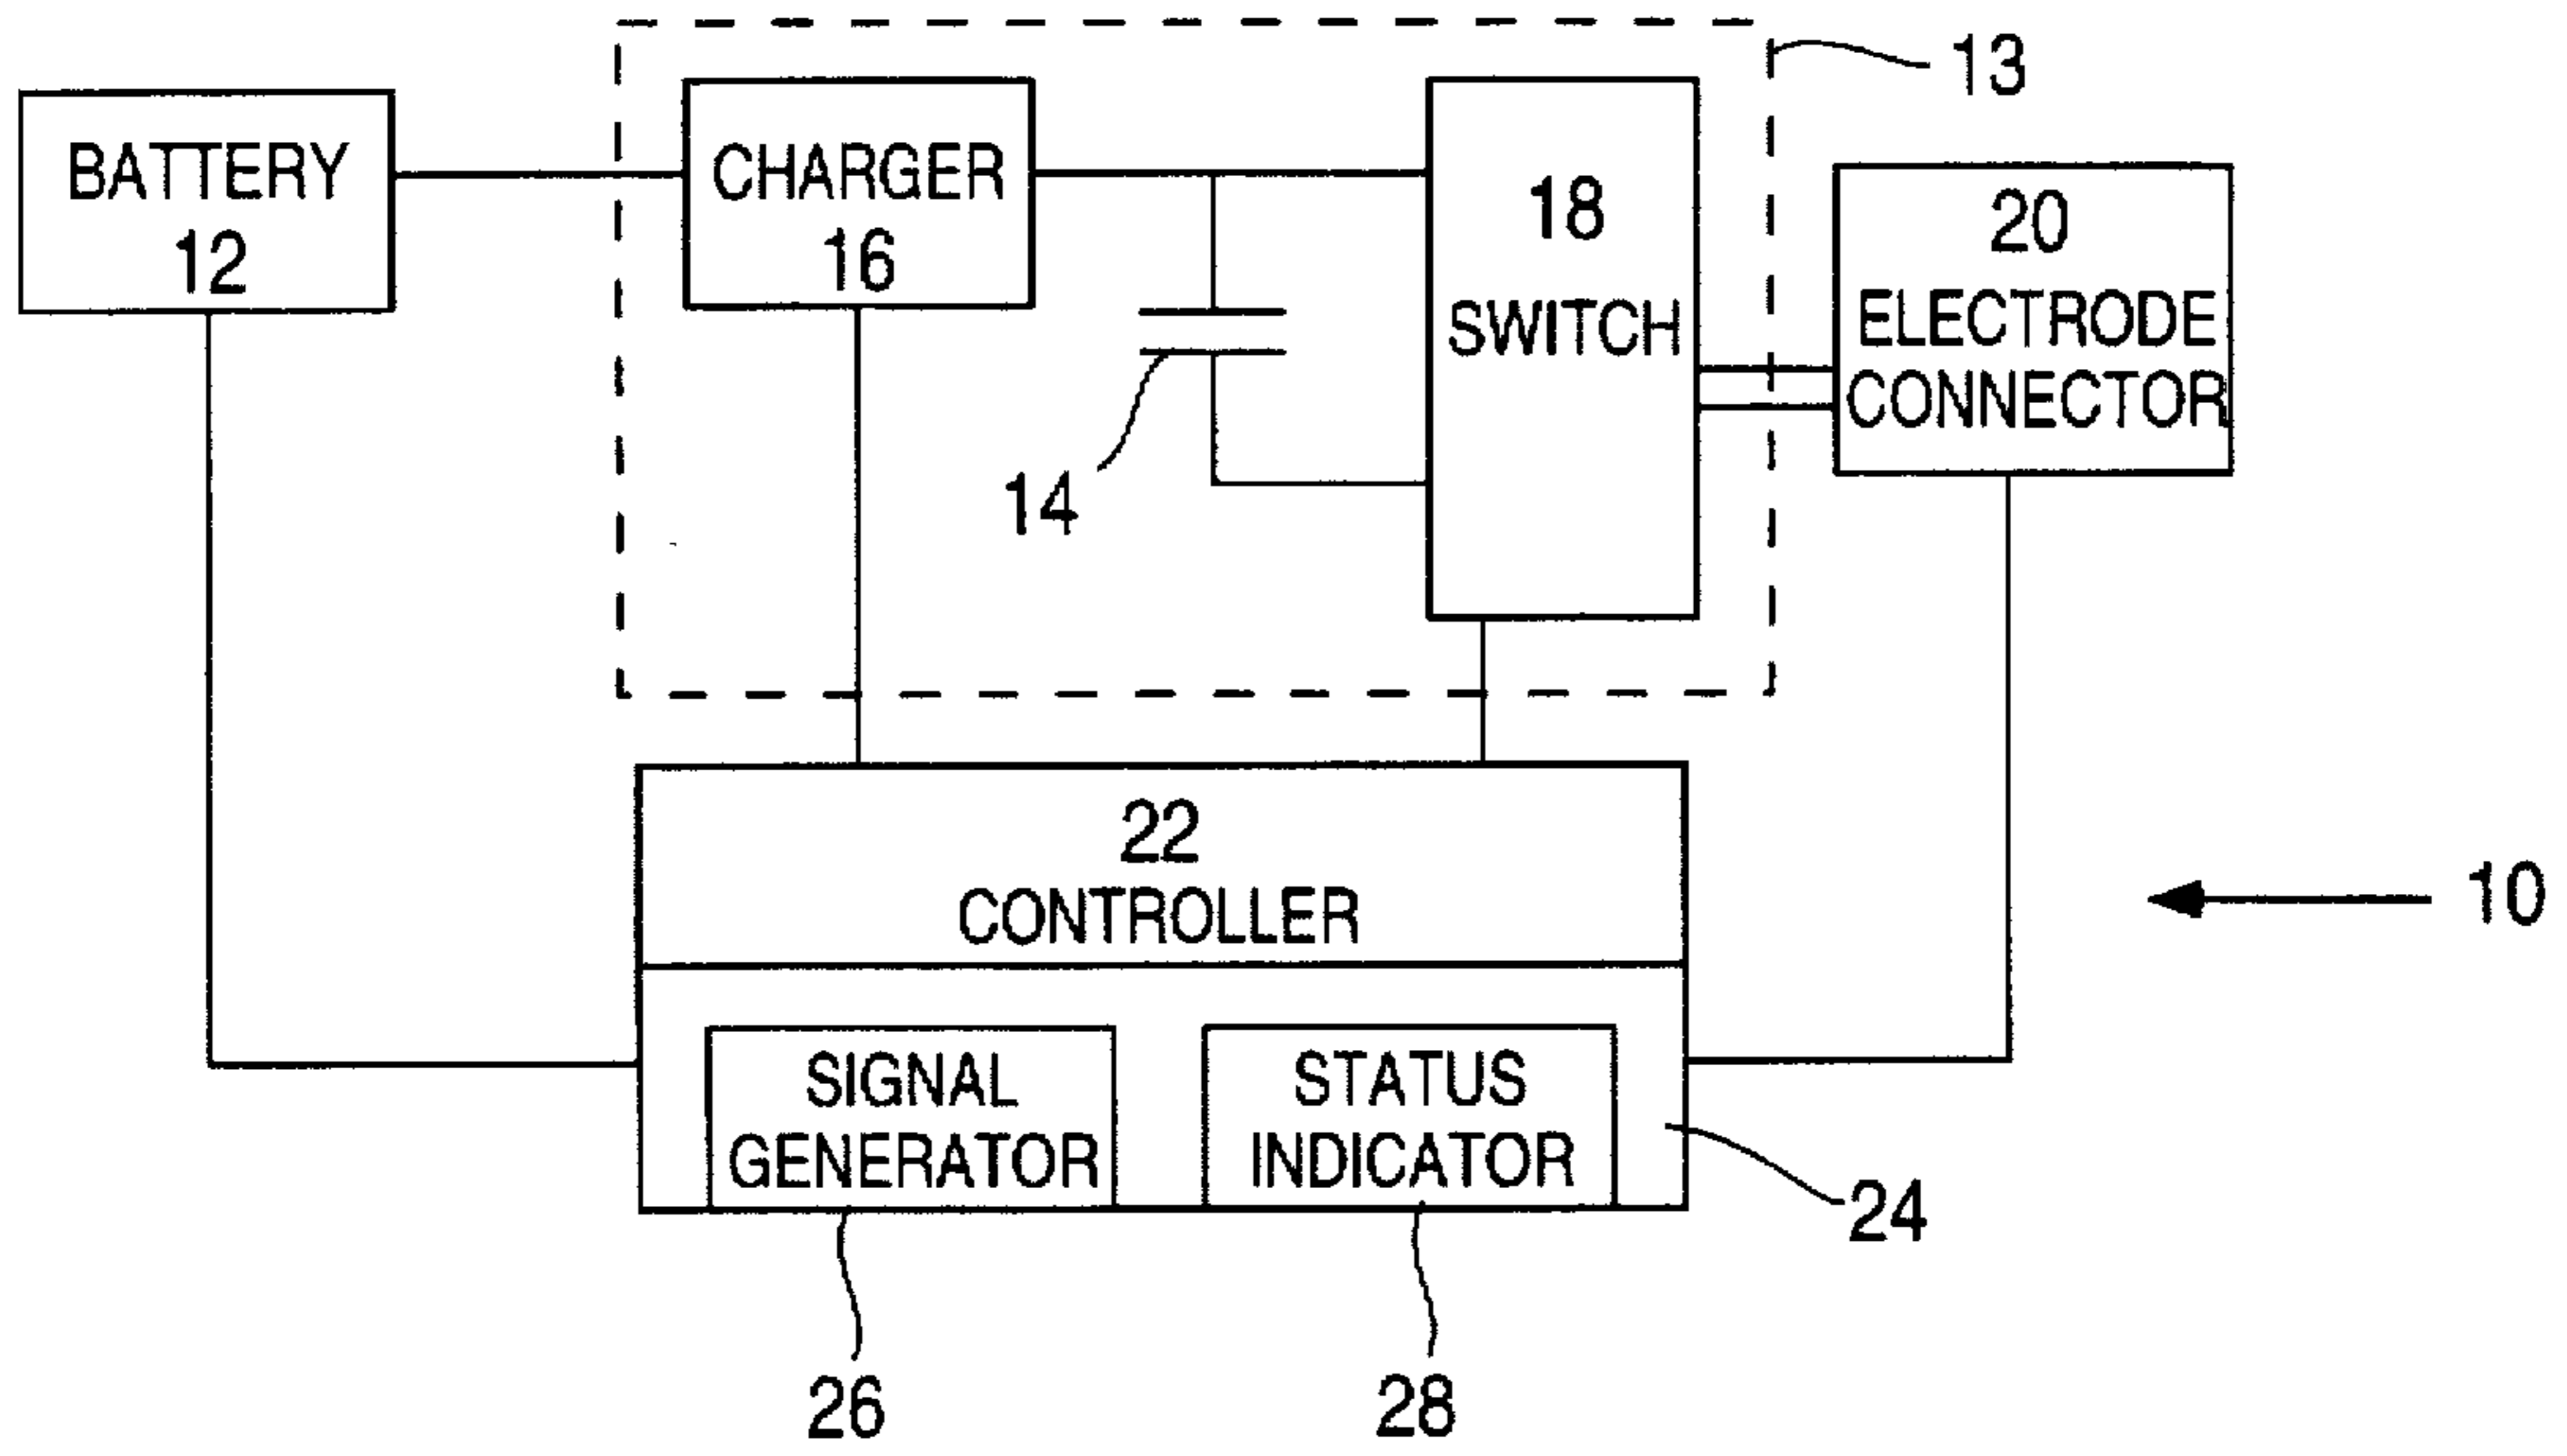 13
BATTERY
12
CHARGER
16
18
SWITCH
20
ELECTRODE
CONNECTOR
14
22
CONTROLLER
10
SIGNAL
GENERATOR
STATUS
INDICATOR
24
26
28